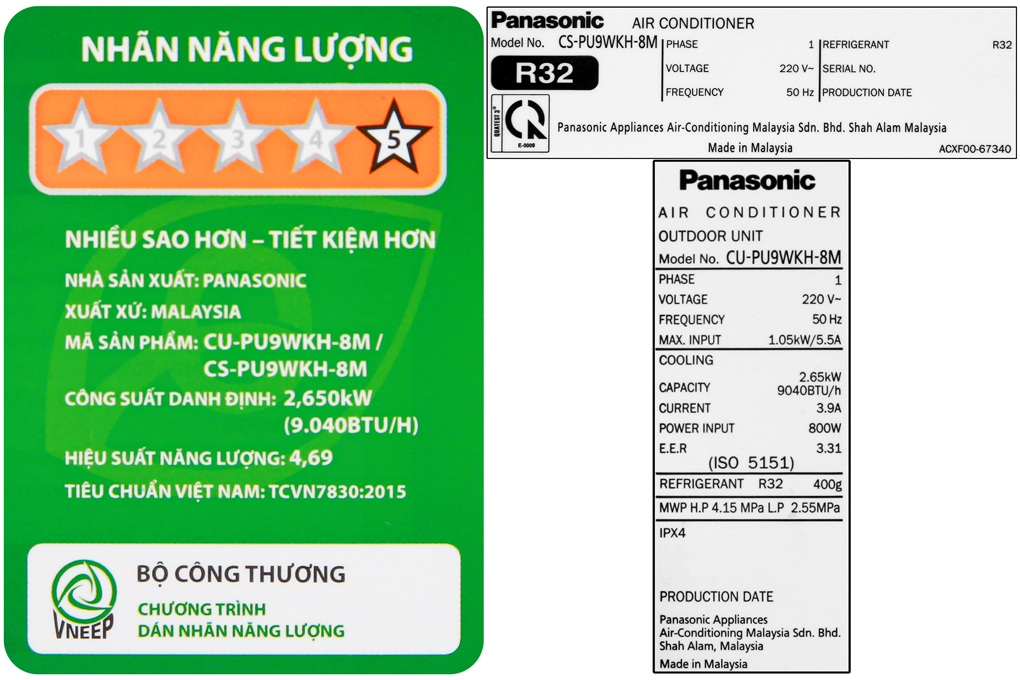 NHÃN NĂNG LƯỢNG
1 2 3 4 5
NHIỀU SAO HƠN – TIẾT KIỆM HƠN
NHÀ SẢN XUẤT: PANASONIC
XUẤT XỨ: MALAYSIA
MÃ SẢN PHẨM: CU-PU9WKH-8M /
CS-PU9WKH-8M
CÔNG SUẤT DANH ĐỊNH: 2,650kW
(9.040BTU/H)
HIỆU SUẤT NĂNG LƯỢNG: 4,69
TIÊU CHUẨN VIỆT NAM: TCVN7830:2015
VNEEP
BỘ CÔNG THƯƠNG
CHƯƠNG TRÌNH
DÁN NHÃN NĂNG LƯỢNG
Panasonic AIR CONDITIONER
Model No. CS-PU9WKH-8M
R32
PHASE 1
VOLTAGE 220 V~
FREQUENCY 50 Hz
REFRIGERANT R32
SERIAL NO.
PRODUCTION DATE
QUATEST 3
E-0009
Panasonic Appliances Air-Conditioning Malaysia Sdn. Bhd. Shah Alam Malaysia
Made in Malaysia
ACXF00-67340
Panasonic
AIR CONDITIONER
OUTDOOR UNIT
Model No. CU-PU9WKH-8M
PHASE 1
VOLTAGE 220 V~
FREQUENCY 50 Hz
MAX. INPUT 1.05kW/5.5A
COOLING
CAPACITY 2.65kW
9040BTU/h
CURRENT 3.9A
POWER INPUT 800W
E.E.R 3.31
(ISO 5151)
REFRIGERANT R32 400g
MWP H.P 4.15 MPa L.P 2.55MPa
IPX4
PRODUCTION DATE
Panasonic Appliances
Air-Conditioning Malaysia Sdn. Bhd.
Shah Alam, Malaysia
Made in Malaysia